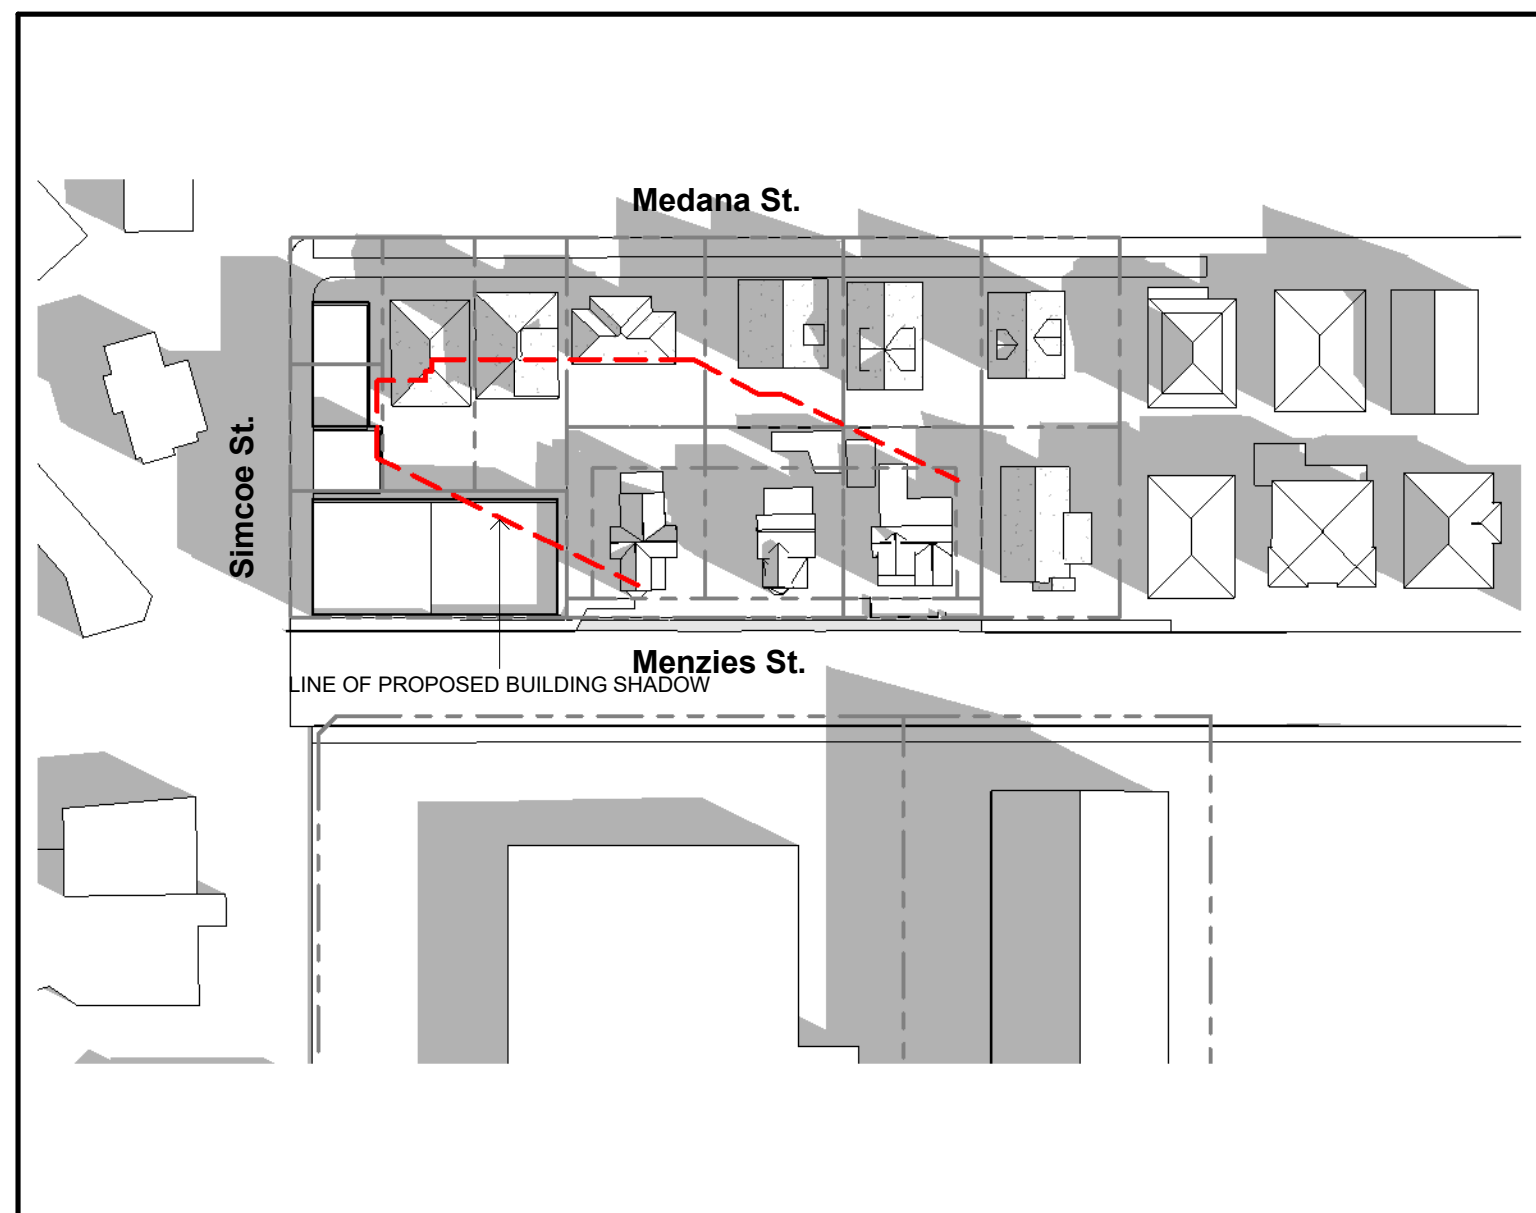 Medana St.
Simcoe St.
Menzies St.
LINE OF PROPOSED BUILDING SHADOW